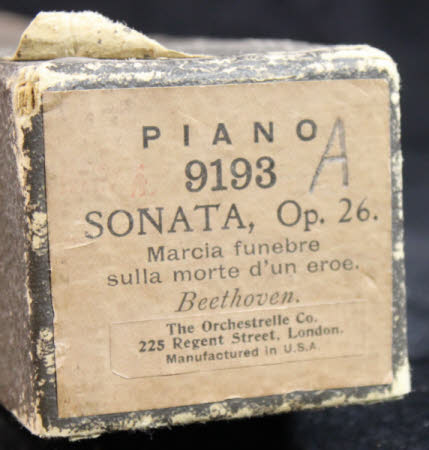 PIANO A
9193
SONATA, Op. 26.
Marcia funebre
sulla morte d'un eroe.
Beethoven.
The Orchestrelle Co.
225 Regent Street, London.
Manufactured in U.S.A